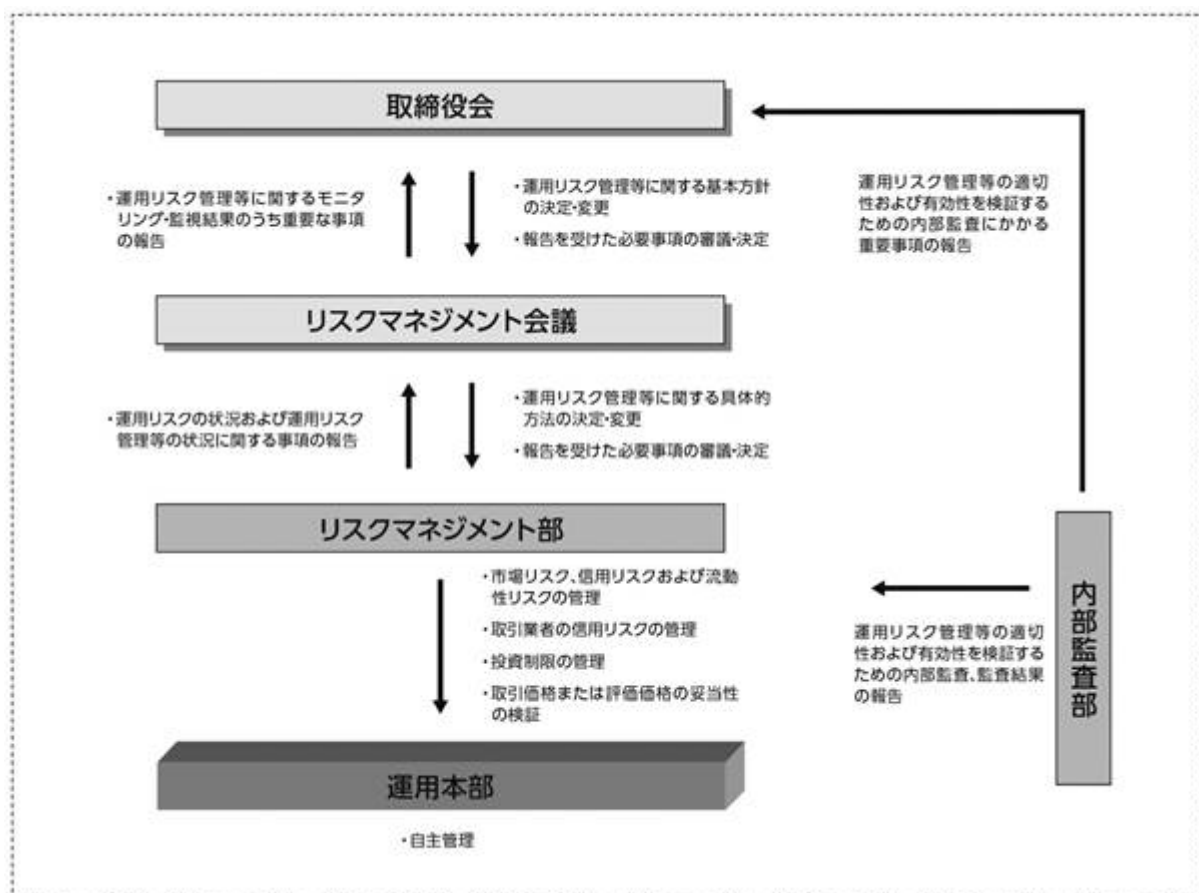 取締役会
・運用リスク管理等に関するモニタ
リング・監視結果のうち重要な事項
の報告
・運用リスク管理等に関する基本方針
の決定・変更
・報告を受けた必要事項の審議・決定
運用リスク管理等の適切
性および有効性を検証する
ための内部監査にかかる
重要事項の報告
リスクマネジメント会議
・運用リスクの状況および運用リスク
管理等の状況に関する事項の報告
・運用リスク管理等に関する具体的
方法の決定・変更
・報告を受けた必要事項の審議・決定
リスクマネジメント部
・市場リスク、信用リスクおよび流動
性リスクの管理
・取引業者の信用リスクの管理
・投資制限の管理
・取引価格または評価価格の妥当性
の検証
運用リスク管理等の適切
性および有効性を検証する
ための内部監査、監査結果
の報告
内部監査部
運用本部
・自主管理